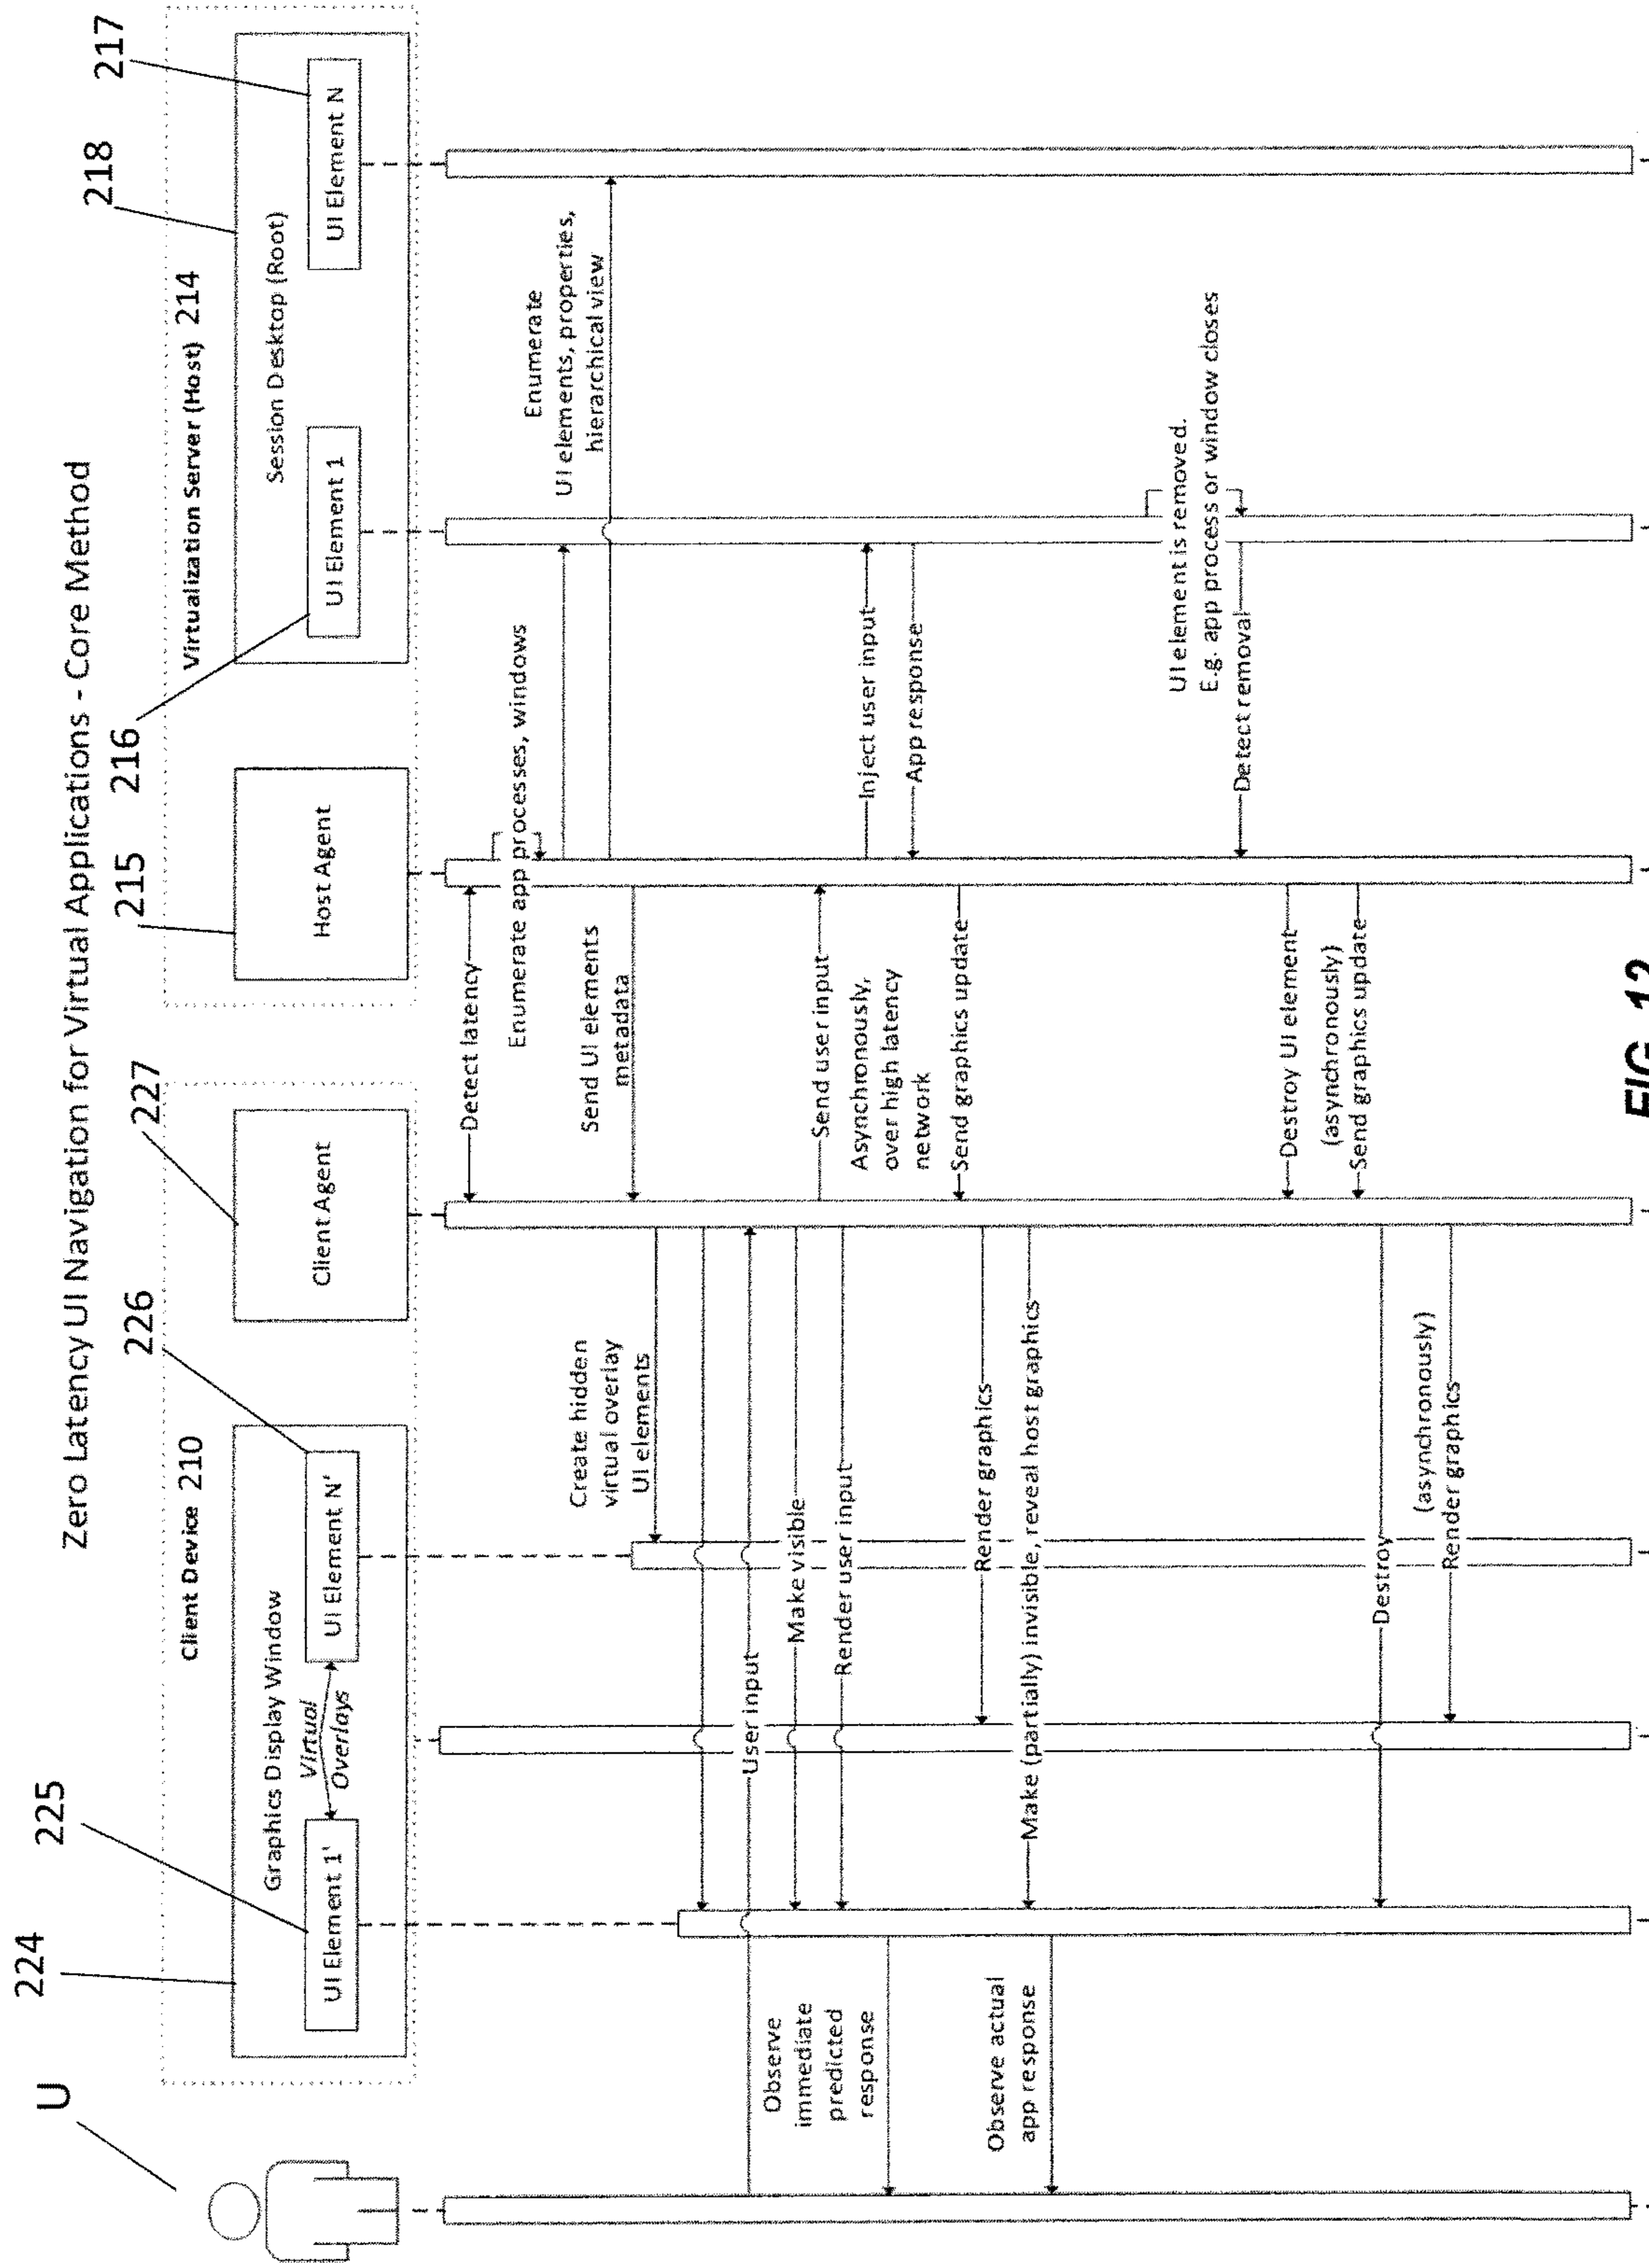 Zero Latency UI Navigation for Virtual Applications - Core Method
U
224
225
226
227
215
216
218
217
Client Device 210
Virtualization Server (Host) 214
Graphics Display Window
Session Desktop (Root)
UI Element 1'
Virtual
Overlays
UI Element N'
Client Agent
Host Agent
UI Element 1
UI Element N
Detect latency
Enumerate app processes, windows
Enumerate
UI elements, properties,
hierarchical view
Send UI elements
metadata
Create hidden
virtual overlay
UI elements
User input
Make visible
Send user input
Render user input
Inject user input
Observe
immediate
predicted
response
Asynchronously,
over high latency
network
App response
Send graphics update
Render graphics
Make (partially) invisible, reveal host graphics
Observe actual
app response
UI element is removed.
E.g. app process or window closes
Detect removal
Destroy UI element
(asynchronously)
Send graphics update
Destroy
(asynchronously)
Render graphics
FIG. 12